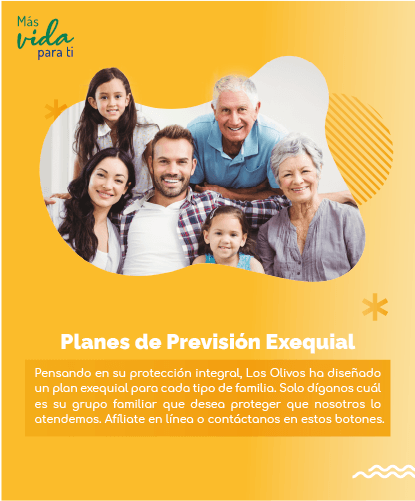 Más
vida
para ti
Planes de Previsión Exequial
Pensando en su protección integral, Los Olivos ha diseñado
un plan exequial para cada tipo de familia. Solo díganos cuál
es su grupo familiar que desea proteger que nosotros lo
atendemos. Afíliate en línea o contáctanos en estos botones.